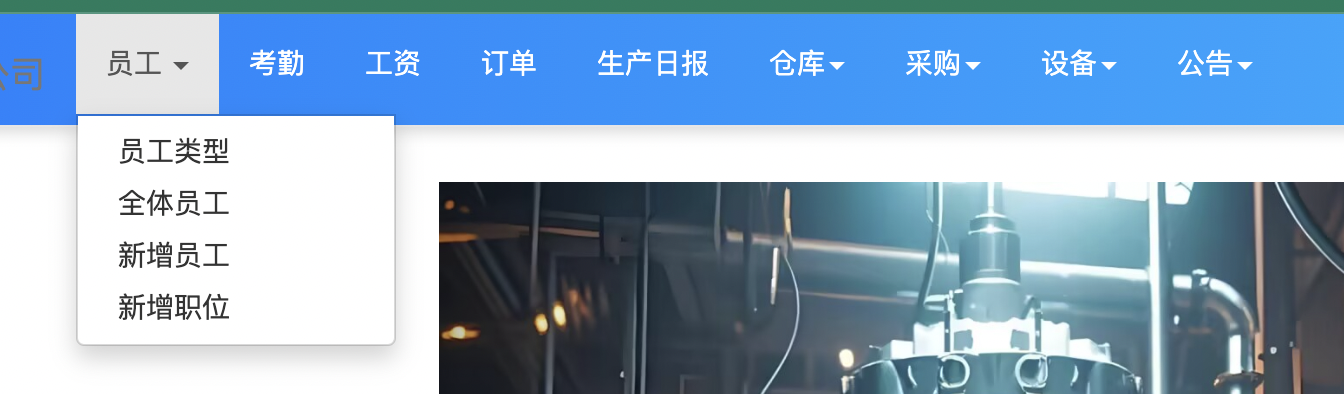 公司 员工 考勤 工资 订单 生产日报 仓库 采购 设备 公告
员工类型
全体员工
新增员工
新增职位